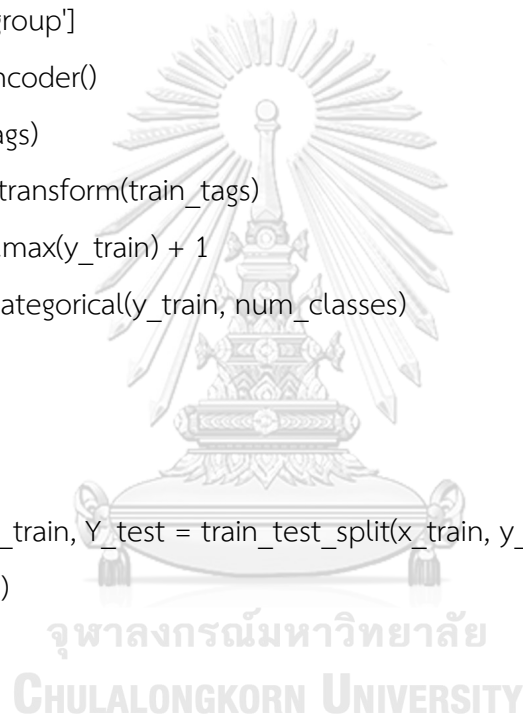 group']
ncoder()
ags)
transform(train_tags)
.max(y_train) + 1
ategorical(y_train, num_classes)
_train, Y_test = train_test_split(x_train, y_
)
จุฬาลงกรณ์มหาวิทยาลัย
CHULALONGKORN UNIVERSITY